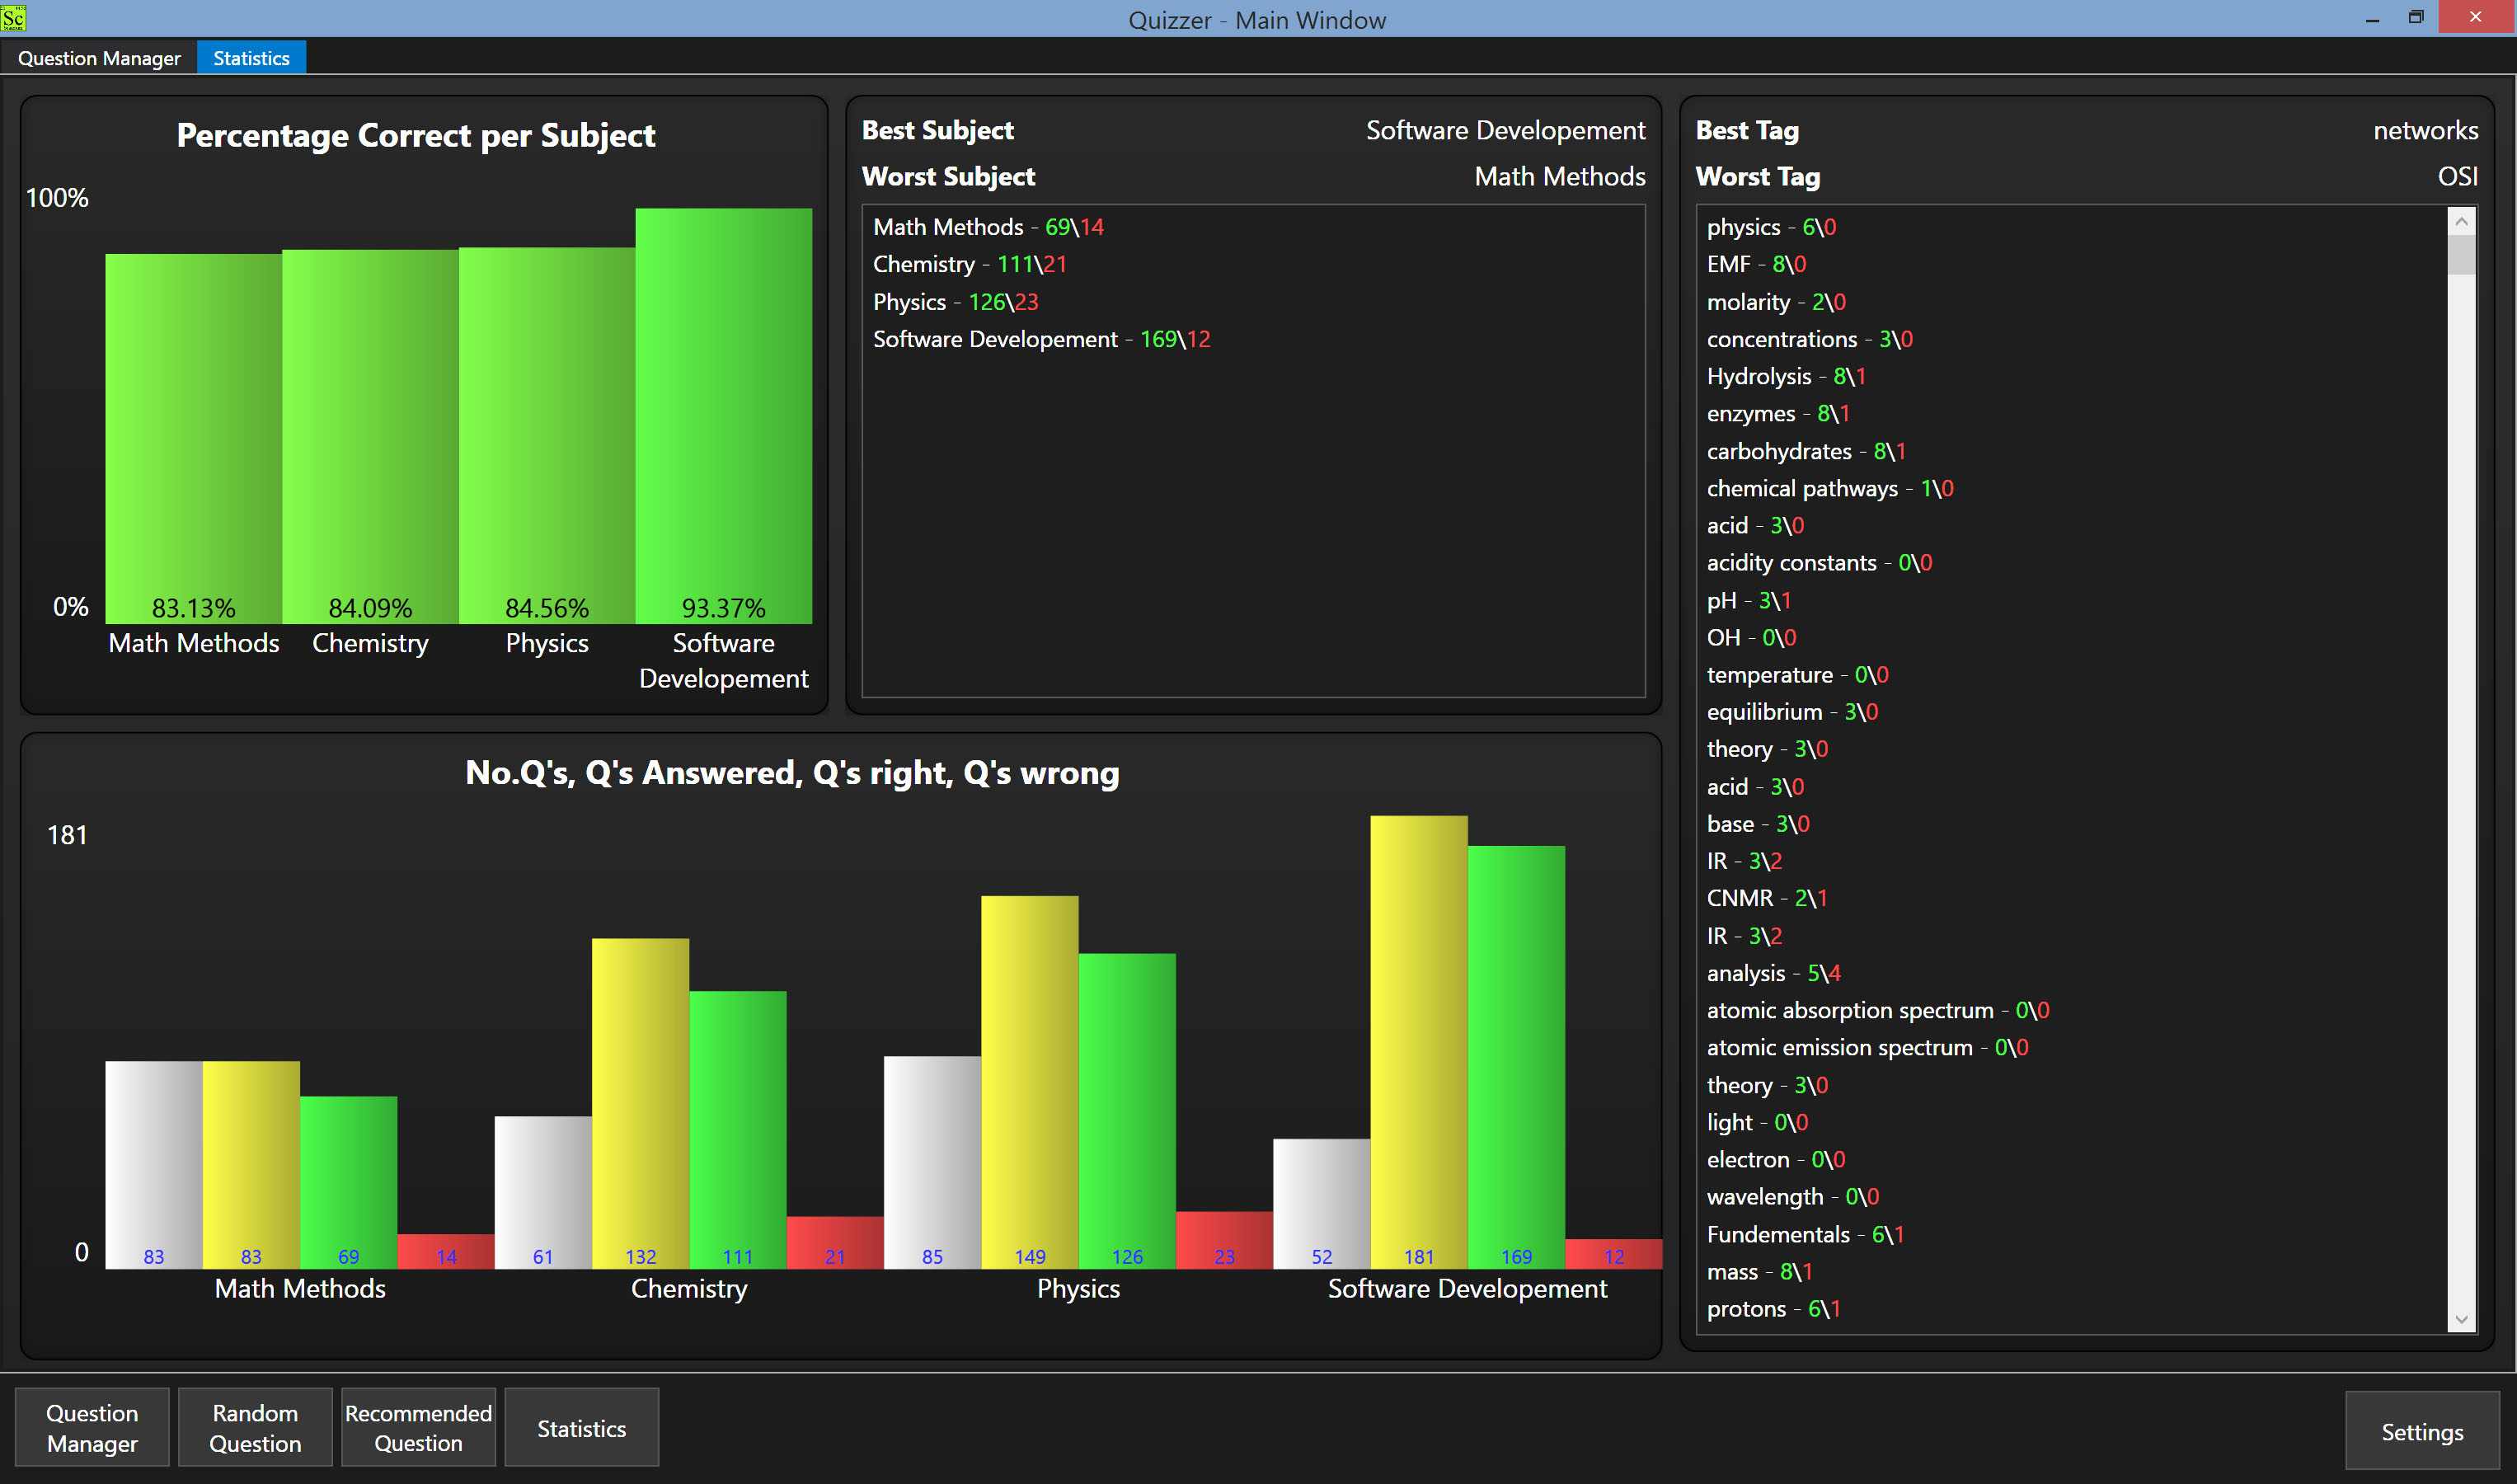 Sc
Quizzer - Main Window
Question Manager
Statistics
Percentage Correct per Subject
100%
0%
83.13%
84.09%
84.56%
93.37%
Math Methods
Chemistry
Physics
Software
Developement
Best Subject
Software Developement
Worst Subject
Math Methods
Math Methods - 69\14
Chemistry - 111\21
Physics - 126\23
Software Developement - 169\12
Best Tag
networks
Worst Tag
OSI
physics - 6\0
EMF - 8\0
molarity - 2\0
concentrations - 3\0
Hydrolysis - 8\1
enzymes - 8\1
carbohydrates - 8\1
chemical pathways - 1\0
acid - 3\0
acidity constants - 0\0
pH - 3\1
OH - 0\0
temperature - 0\0
equilibrium - 3\0
theory - 3\0
acid - 3\0
base - 3\0
IR - 3\2
CNMR - 2\1
IR - 3\2
analysis - 5\4
atomic absorption spectrum - 0\0
atomic emission spectrum - 0\0
theory - 3\0
light - 0\0
electron - 0\0
wavelength - 0\0
Fundementals - 6\1
mass - 8\1
protons - 6\1
No.Q's, Q's Answered, Q's right, Q's wrong
181
0
83
83
69
14
61
132
111
21
85
149
126
23
52
181
169
12
Math Methods
Chemistry
Physics
Software Developement
Question
Manager
Random
Question
Recommended
Question
Statistics
Settings